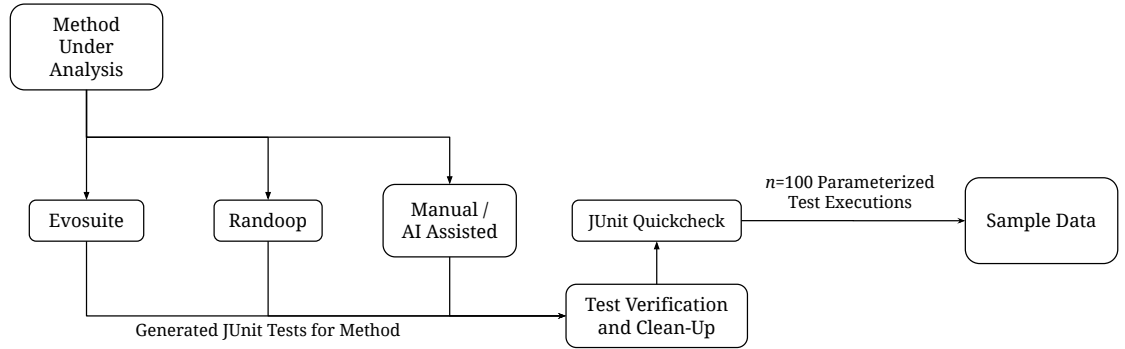 Method
Under
Analysis
Evosuite
Randoop
Manual /
AI Assisted
Generated JUnit Tests for Method
Test Verification
and Clean-Up
JUnit Quickcheck
n=100 Parameterized
Test Executions
Sample Data